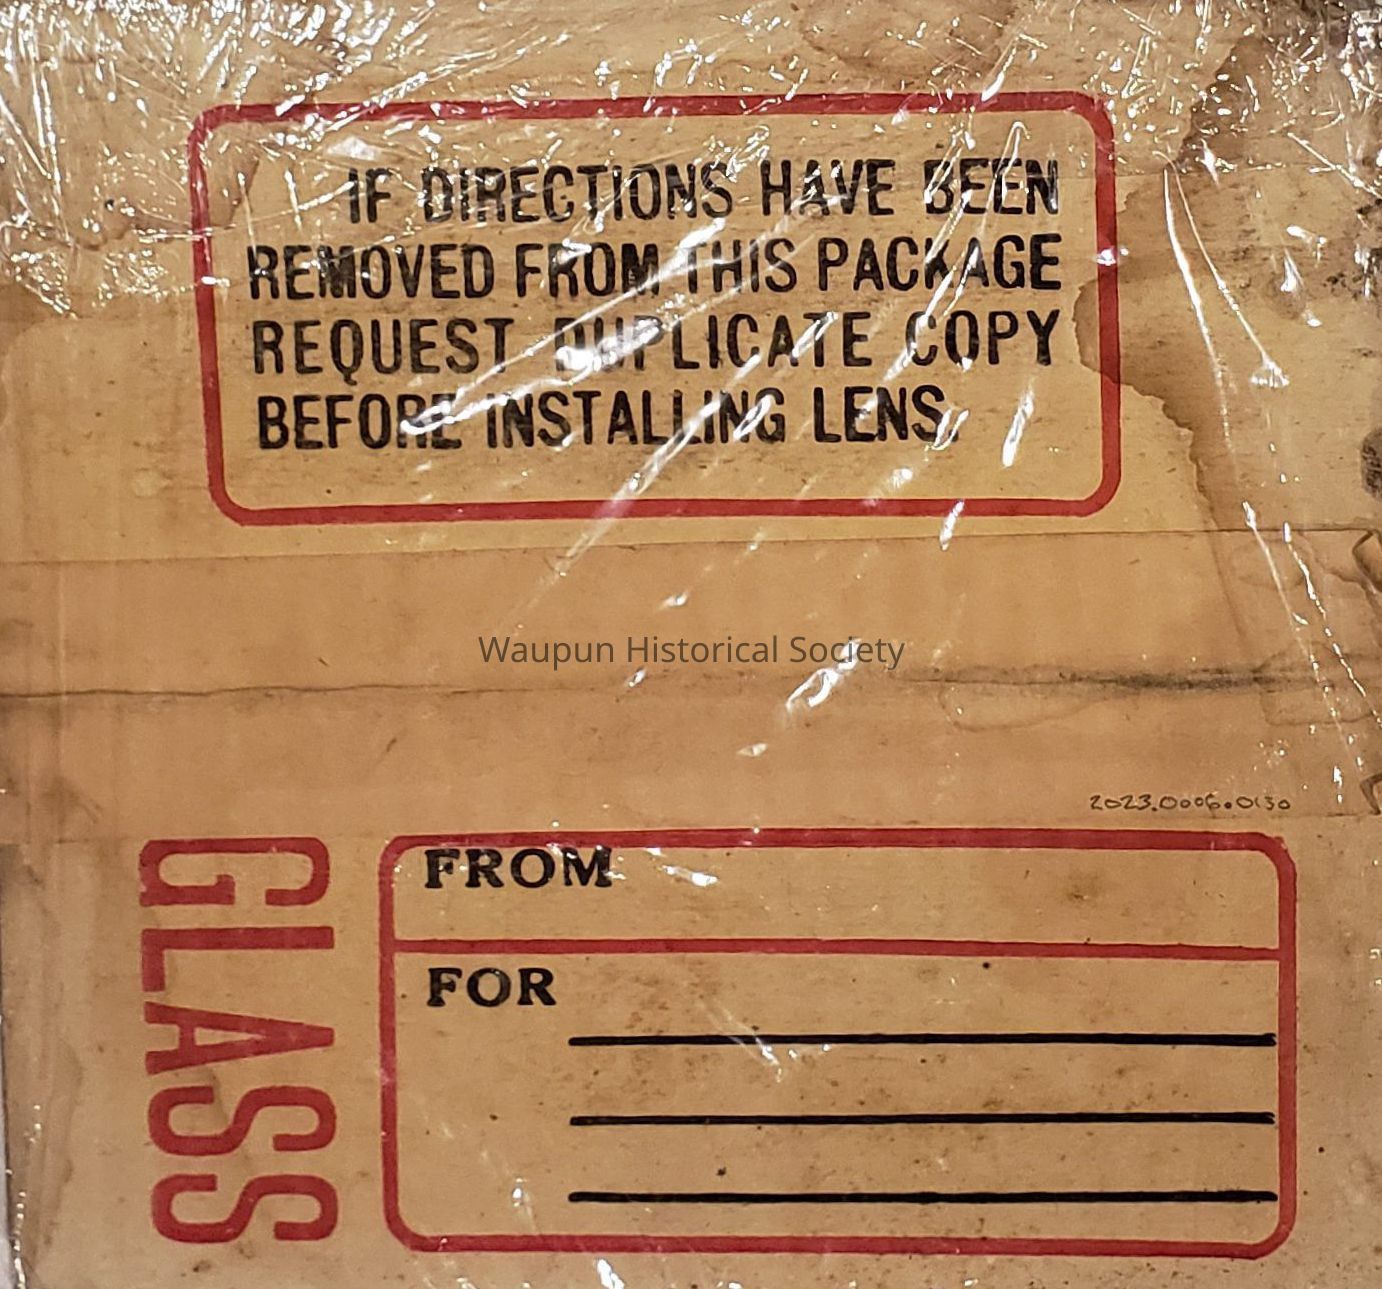 IF DIRECTIONS HAVE BEEN
REMOVED FROM THIS PACKAGE
REQUEST DUPLICATE COPY
BEFORE INSTALLING LENS.
Waupun Historical Society
2023.0006.0130
GLASS
FROM
FOR